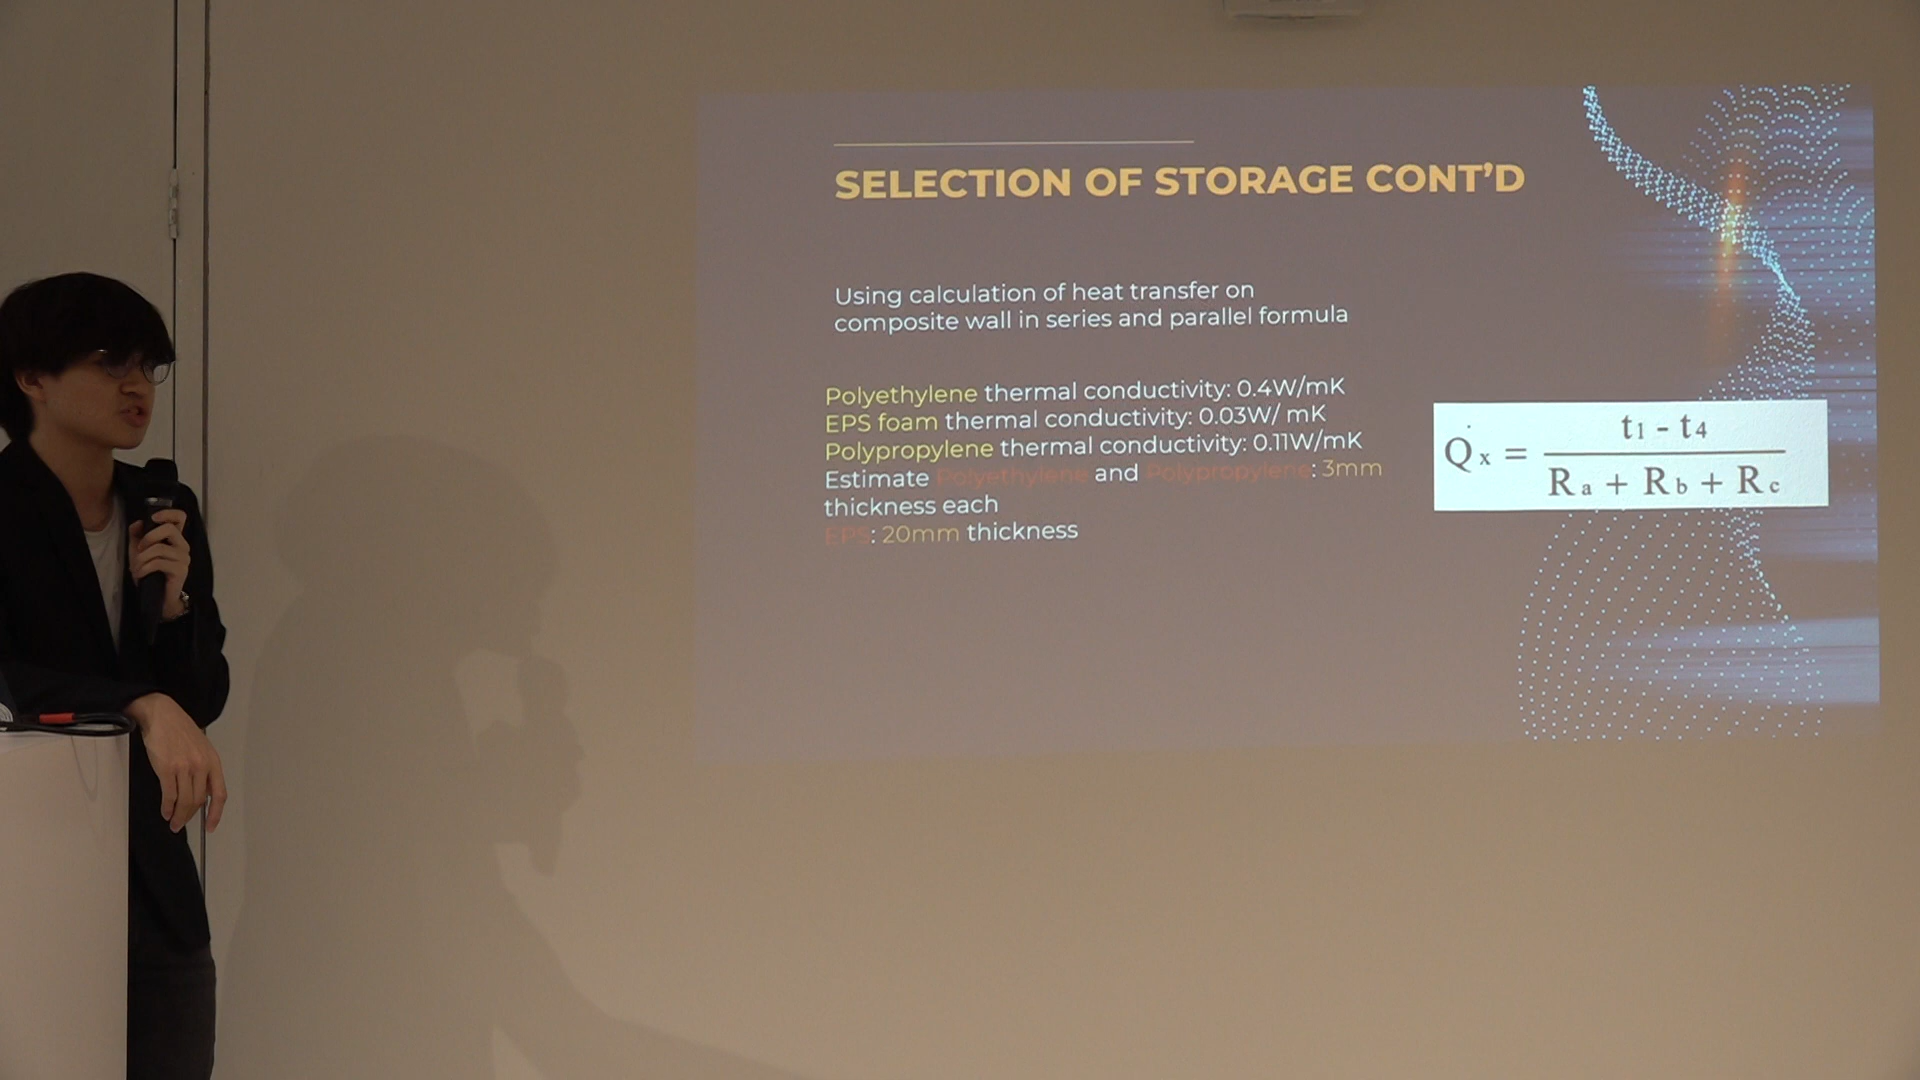 SELECTION OF STORAGE CONT'D
Using calculation of heat transfer on
composite wall in series and parallel formula
Polyethylene thermal conductivity: 0.4W/mK
EPS foam thermal conductivity: 0.03W/ mK
Polypropylene thermal conductivity: 0.11W/mK
Estimate Polyethylene and Polypropylene: 3mm
thickness each
EPS: 20mm thickness
Q̇x = (t1 - t4) / (Ra + Rb + Rc)